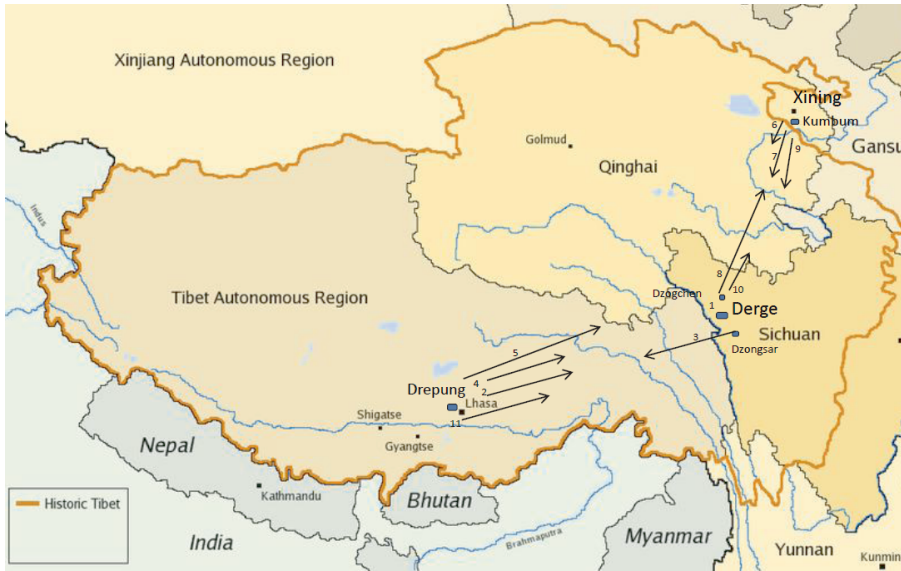 Xinjiang Autonomous Region
Xining
Kumbum
6
Golmud
7
9
Gansu
Qinghai
Indus
8
10
Dzogchen
Tibet Autonomous Region
1
Derge
Sichuan
3
Dzongsar
5
4
2
Drepung
Lhasa
11
Shigatse
Gyangtse
Nepal
Kathmandu
Bhutan
Historic Tibet
India
Brahmaputra
Myanmar
Yunnan
Kunmin